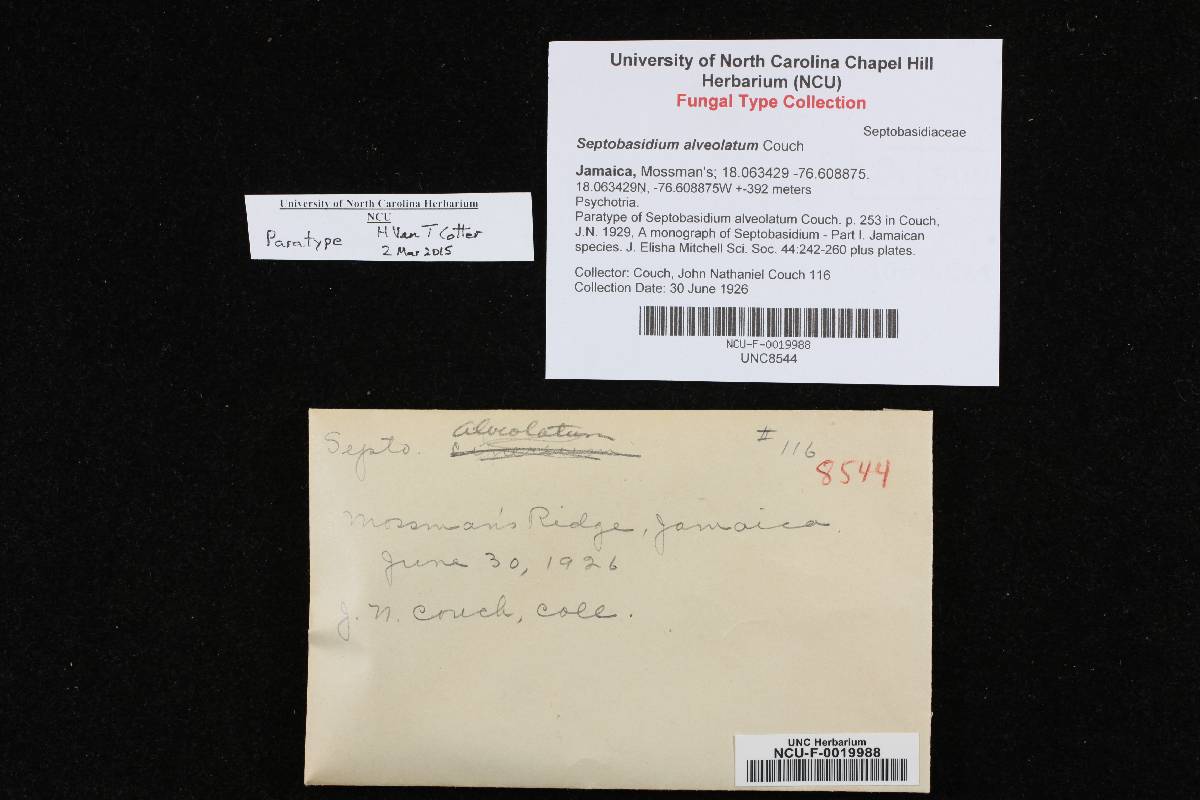 University of North Carolina Chapel Hill
Herbarium (NCU)
Fungal Type Collection
Septobasidiaceae
Septobasidium alveolatum Couch
Jamaica, Mossman's; 18.063429 -76.608875.
18.063429N, -76.608875W +-392 meters
Psychotria.
Paratype of Septobasidium alveolatum Couch. p. 253 in Couch,
J.N. 1929, A monograph of Septobasidium - Part I. Jamaican
species. J. Elisha Mitchell Sci. Soc. 44:242-260 plus plates.
Collector: Couch, John Nathaniel Couch 116
Collection Date: 30 June 1926
NCU-F-0019988
UNC8544
University of North Carolina Herbarium
NCU
Paratype H Van T Cotter
2 Mar 2015
Septo. alveolatum # 116
8544
Mossman's Ridge, Jamaica.
June 30, 1926
J. N. Couch, Coll.
UNC Herbarium
NCU-F-0019988